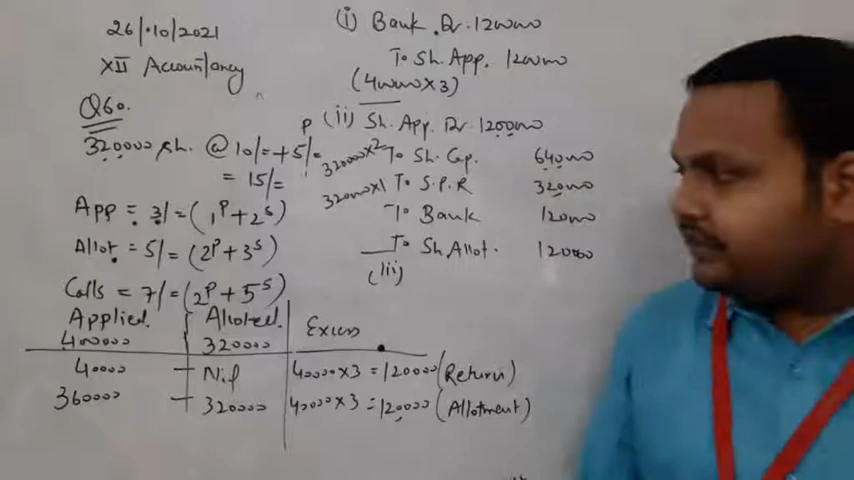 26/10/2021
XII Accountancy
Q60.
320000 sh. @ 10/= + 5/=
= 15/=
App = 3/= (1P + 2S)
Allot = 5/= (2P + 3S)
Calls = 7/= (2P + 5S)
Applied Alloted Excess
400000 320000
40000 — Nil 40000 x 3 = 120000 (Return)
360000 — 320000 40000 x 3 = 120000 (Allotment)
(i) Bank Dr. 1200000
To Sh. App. 1200000
(400000 x 3)
P (ii) Sh. App. Dr. 1200000
320000 x 2 To Sh. Cap. 640000
320000 x 1 To S.P.R 320000
To Bank 120000
To Sh. Allot. 120000
(iii)